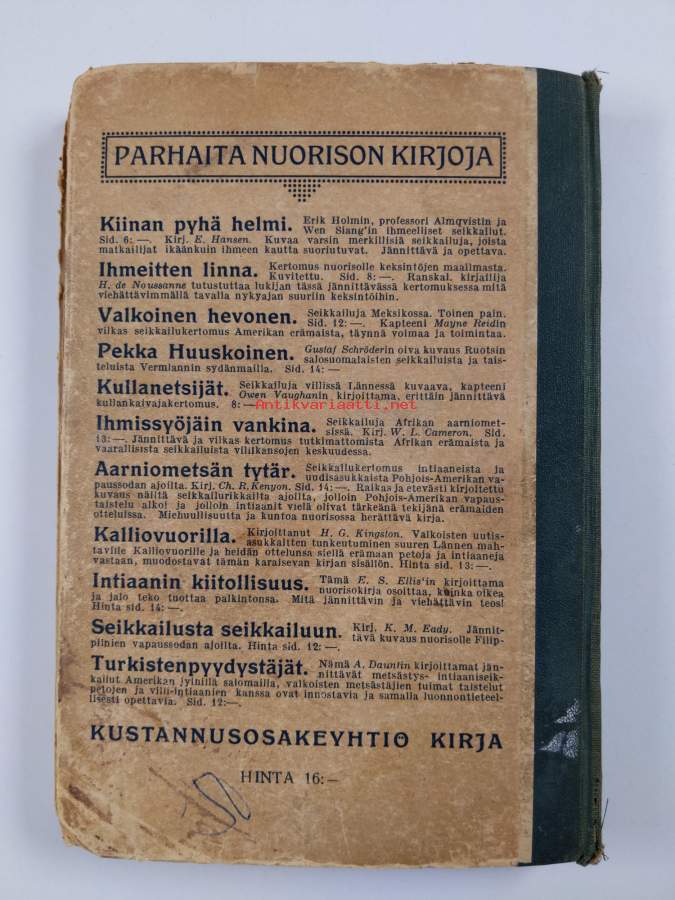 PARHAITA NUORISON KIRJOJA
Kiinan pyhä helmi. Erik Holmin, professori Almqvistin ja
Wen Siang'in ihmeelliset seikkailut.
Sid. 6: —. Kirj. E. Hansen. Kuvaa varsin merkillisiä seikkailuja, joista
matkailijat ikäänkuin ihmeen kautta suoriutuvat. Jännittävä ja opettava.
Ihmeitten linna. Kertomus nuorisolle keksintöjen maailmasta.
Kuvitettu. Sid. 8: —. Ranskal. kirjailija
H. de Noussanne tutustuttaa lukijan tässä jännittävässä kertomuksessa mitä
viehättävimmällä tavalla nykyajan suuriin keksintöihin.
Valkoinen hevonen. Seikkailuja Meksikossa. Toinen pain.
Sid. 12: —. Kapteeni Mayne Reidin
vilkas seikkailukertomus Amerikan erämaista, täynnä voimaa ja toimintaa.
Pekka Huuskoinen. Gustaf Schröderin oiva kuvaus Ruotsin
salosuomalaisten seikkailuista ja tais-
teluista Vermlannin sydänmailla. Sid. 14: —
Kullanetsijät. Seikkailuja villissä Lännessä kuvaava, kapteeni
Owen Vaughanin kirjoittama, erittäin jännittävä
kullankaivajakertomus. 8: —
Antikvariaatti.net
Ihmissyöjäin vankina. Seikkailuja Afrikan aarniomet-
sissä. Kirj. W. L. Cameron. Sid.
13: —. Jännittävä ja vilkas kertomus tutkimattomista Afrikan erämaista ja
vaarallisista seikkailuista villikansojen keskuudessa.
Aarniometsän tytär. Seikkailukertomus intiaaneista ja
uudisasukkaista Pohjois-Amerikan va-
paussodan ajoilta. Kirj. Ch. R. Kenyon. Sid. 14: —. Raikas ja etevästi kirjoitettu
kuvaus näiltä seikkailurikkailta ajoilta, jolloin Pohjois-Amerikan vapaus-
taistelu alkoi ja jolloin intiaanit vielä olivat tärkeänä tekijänä erämaiden
otteluissa. Miehuullisuutta ja kuntoa nuorisossa herättävä kirja.
Kalliovuorilla. Kirjoittanut H. G. Kingston. Valkoisten uutis-
asukkaitten tunkeutuminen suuren Lännen mah-
taville Kalliovuorille ja heidän ottelunsa siellä erämaan petoja ja intiaaneja
vastaan, muodostavat tämän karaisevan kirjan sisällön. Hinta sid. 13: —.
Intiaanin kiitollisuus. Tämä E. S. Ellis'in kirjoittama
nuorisokirja osoittaa, kuinka oikea
ja jalo teko tuottaa palkintonsa. Mitä jännittävin ja viehättävin teos!
Hinta sid. 14: —.
Seikkailusta seikkailuun. Kirj. K. M. Eady. Jännit-
tävä kuvaus nuorisolle Filip-
piinien vapaussodan ajoilta. Hinta sid. 12: —.
Turkistenpyydystäjät. Nämä A. Dauntin kirjoittamat jän-
nittävät metsästys- intiaaniseik-
kailut Amerikan jylhillä salomailla, valkoisten metsästäjien tuimat taistelut
petojen ja villi-intiaanien kanssa ovat innostavia ja samalla luonnontieteel-
lisesti opettavia. Sid. 12: —.
KUSTANNUSOSAKEYHTIÖ KIRJA
HINTA 16: —